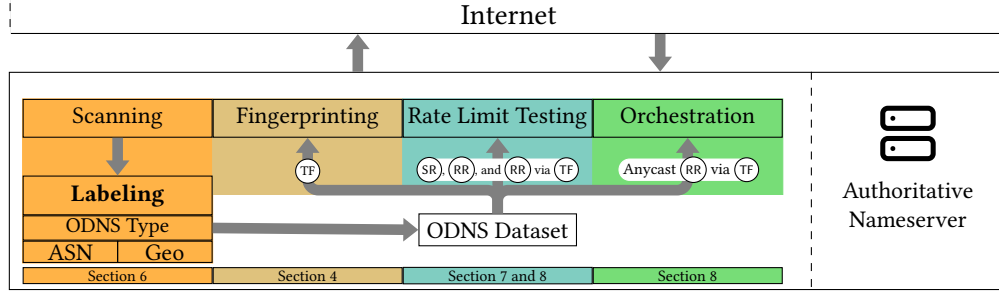 Internet
Scanning
Fingerprinting
Rate Limit Testing
Orchestration
TF
SR, RR, and RR via TF
Anycast RR via TF
Labeling
ODNS Type
ASN
Geo
ODNS Dataset
Authoritative
Nameserver
Section 6
Section 4
Section 7 and 8
Section 8